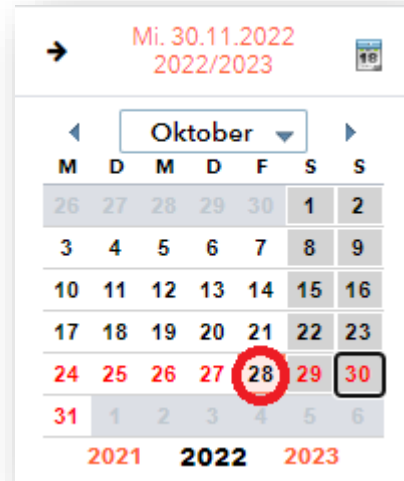 Mi. 30.11.2022
2022/2023
18
Oktober
M D M D F S S
26 27 28 29 30 1 2
3 4 5 6 7 8 9
10 11 12 13 14 15 16
17 18 19 20 21 22 23
24 25 26 27 28 29 30
31 1 2 3 4 5 6
2021 2022 2023